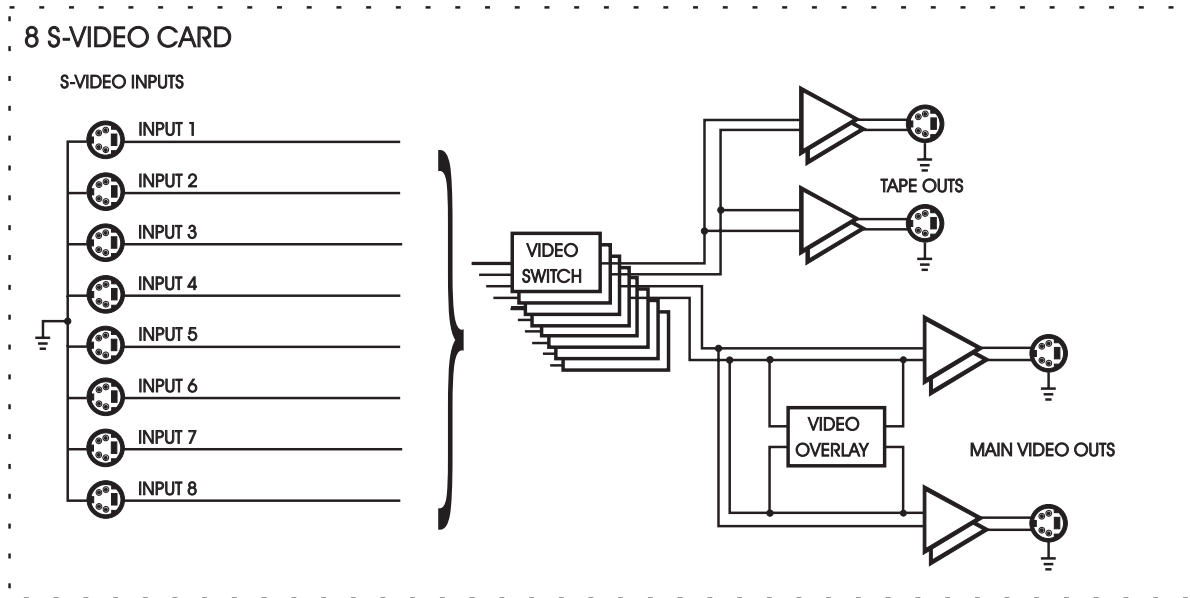 8 S-VIDEO CARD
S-VIDEO INPUTS
INPUT 1
INPUT 2
INPUT 3
INPUT 4
INPUT 5
INPUT 6
INPUT 7
INPUT 8
VIDEO
SWITCH
TAPE OUTS
VIDEO
OVERLAY
MAIN VIDEO OUTS